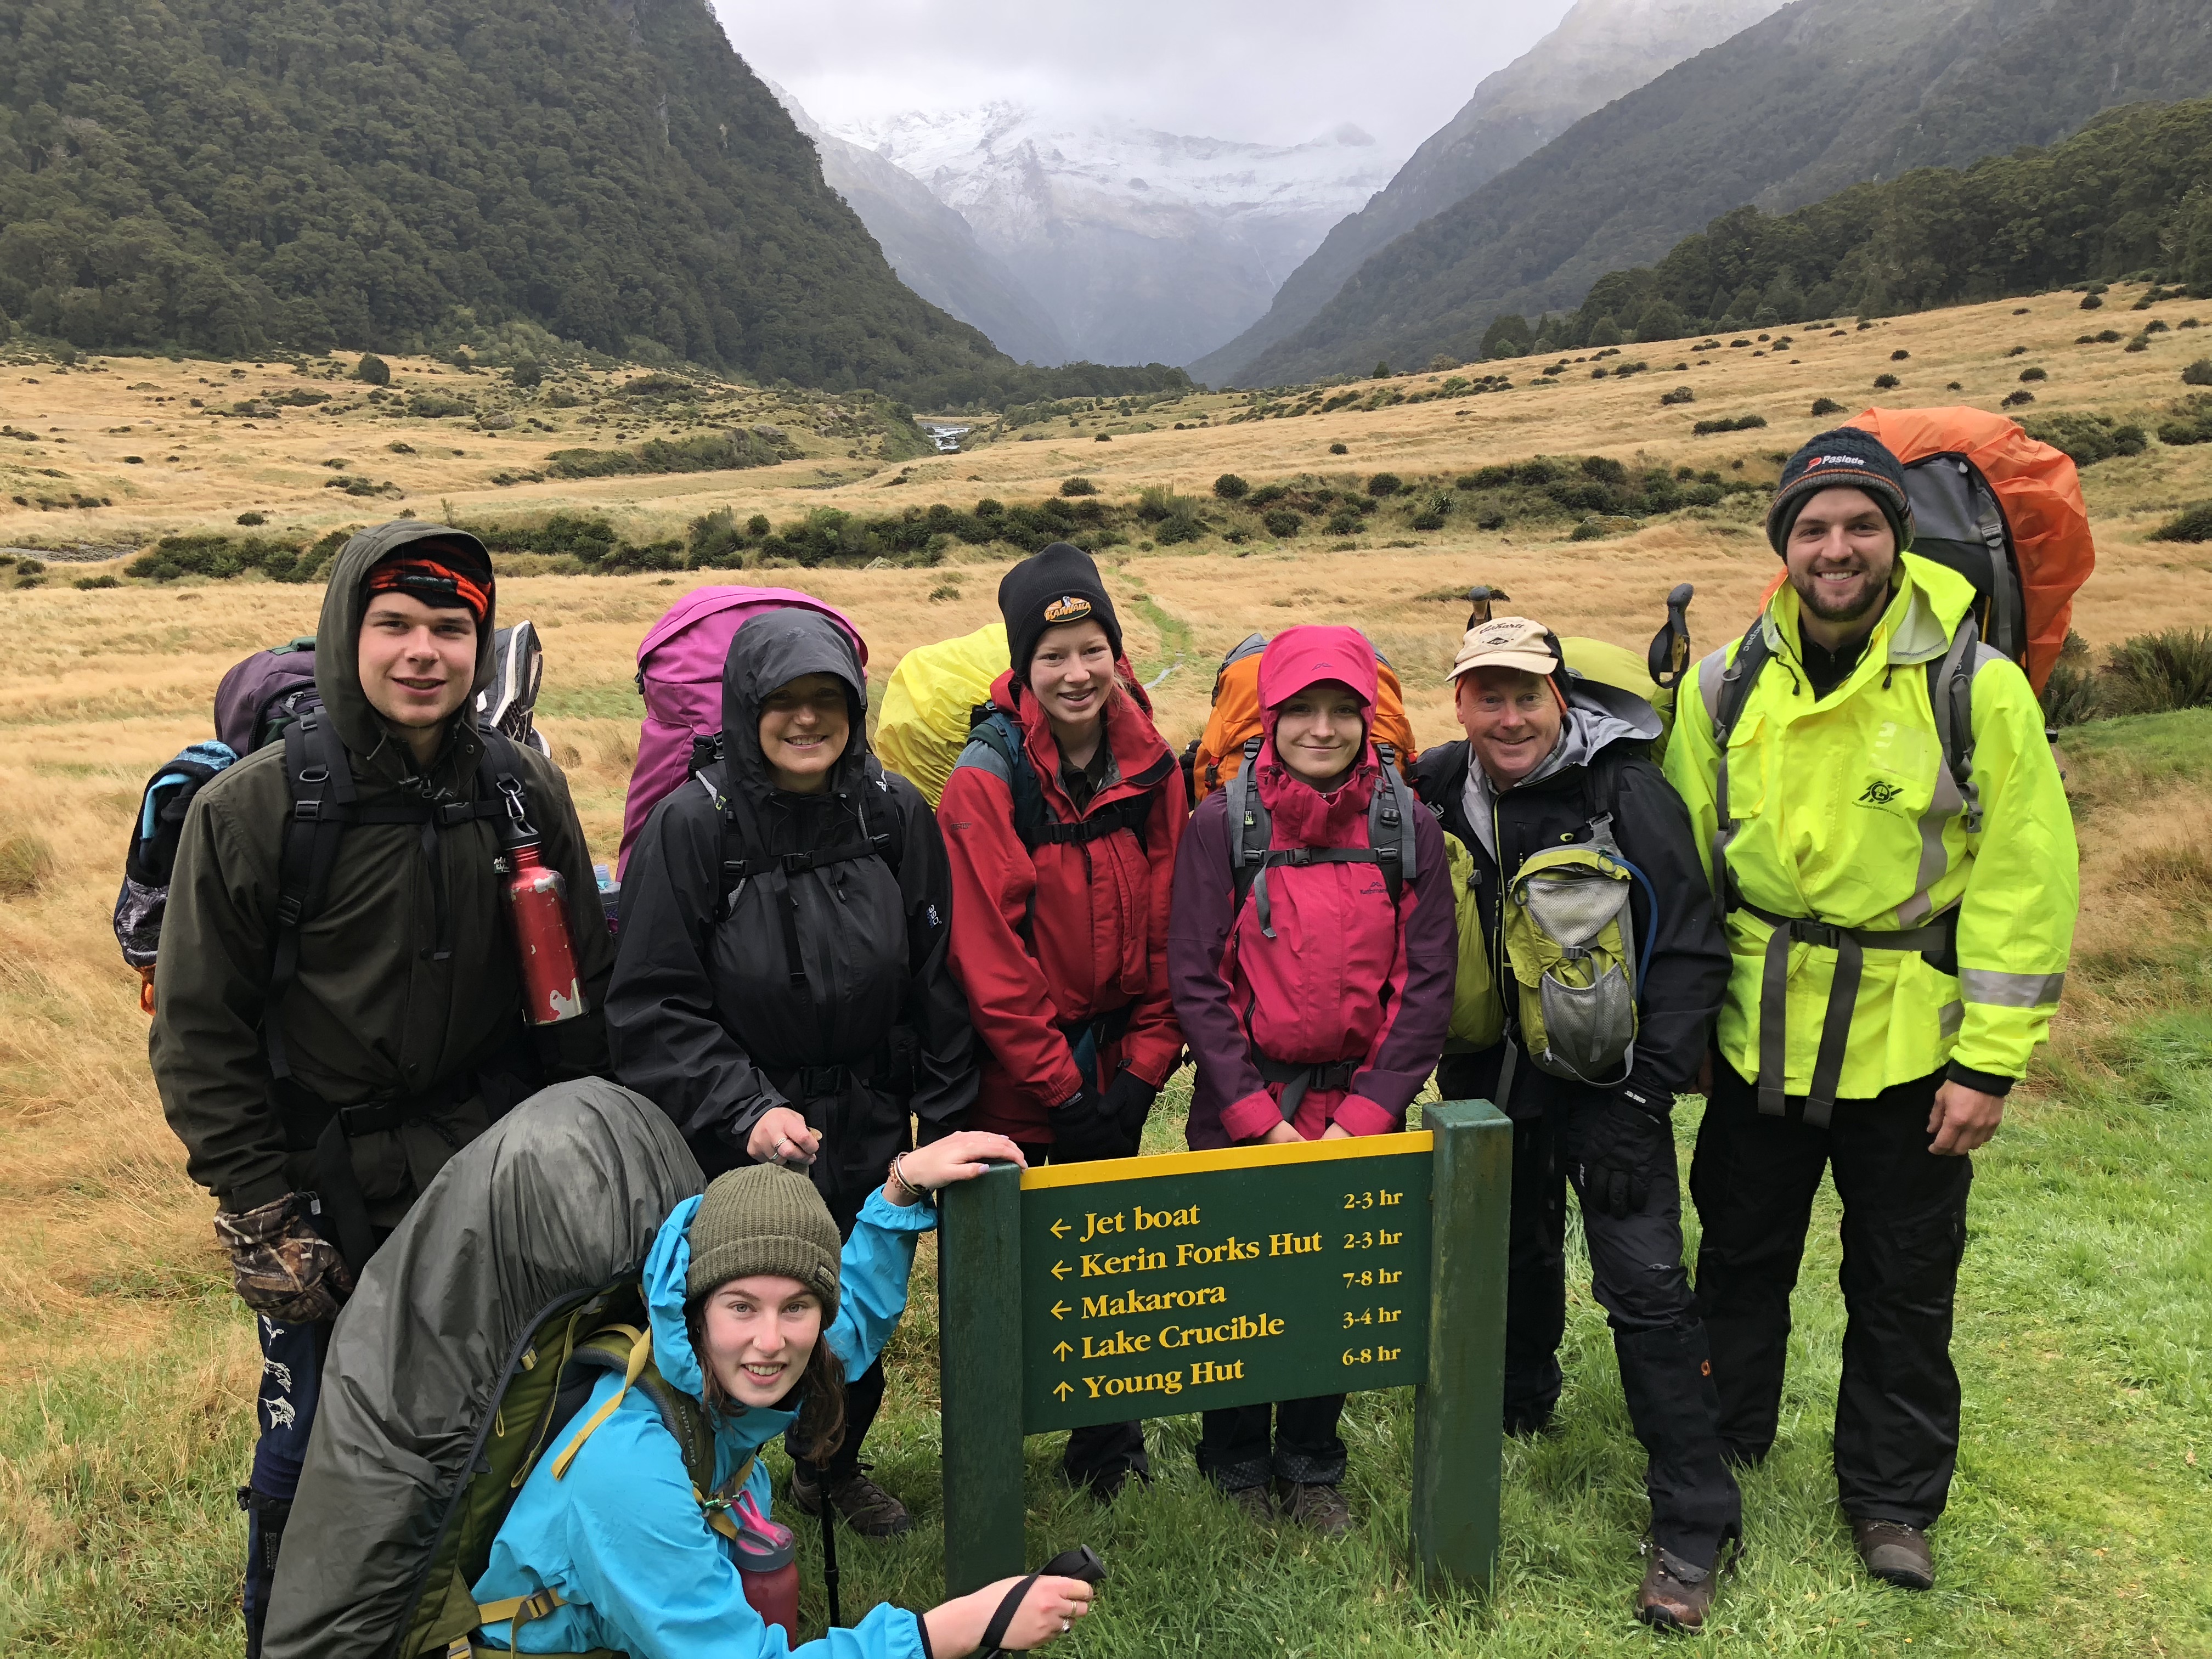 Paslode
KAIWAKA
← Jet boat 2-3 hr
← Kerin Forks Hut 2-3 hr
← Makarora 7-8 hr
↑ Lake Crucible 3-4 hr
↑ Young Hut 6-8 hr